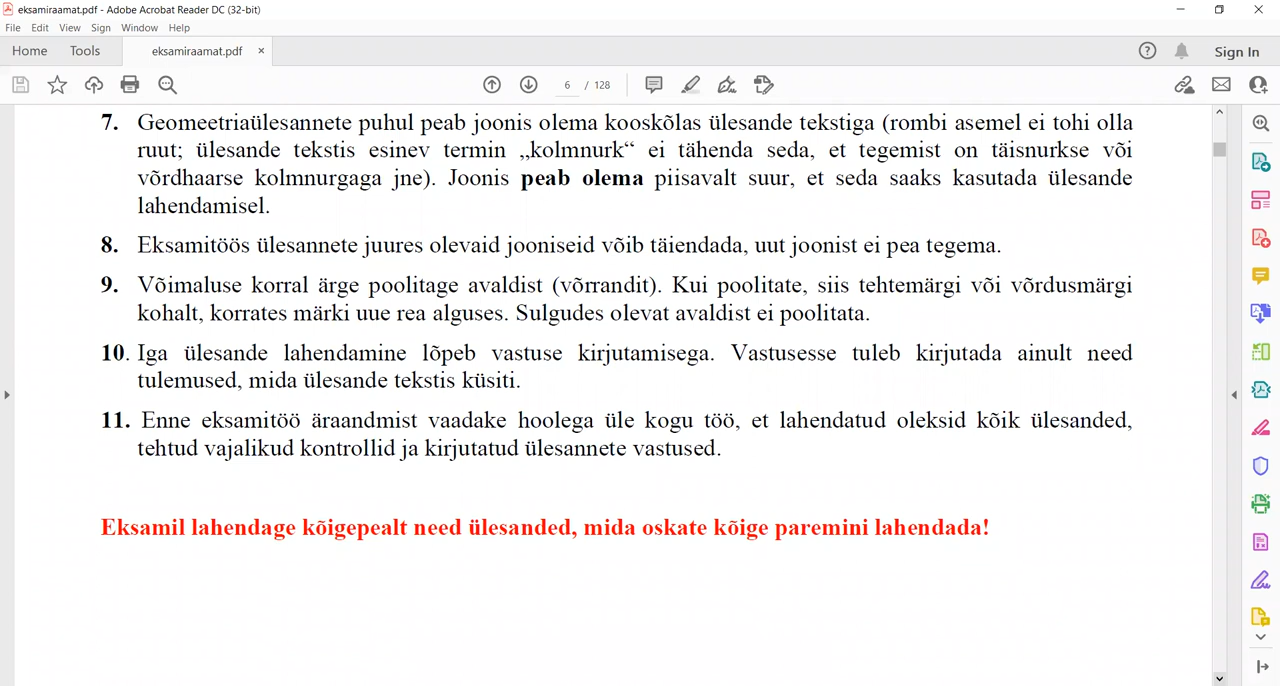 eksamiraamat.pdf - Adobe Acrobat Reader DC (32-bit)
File Edit View Sign Window Help
Home Tools eksamiraamat.pdf × Sign In
6 / 128
7. Geomeetriaülesannete puhul peab joonis olema kooskõlas ülesande tekstiga (rombi asemel ei tohi olla
ruut; ülesande tekstis esinev termin „kolmnurk“ ei tähenda seda, et tegemist on täisnurkse või
võrdhaarse kolmnurgaga jne). Joonis peab olema piisavalt suur, et seda saaks kasutada ülesande
lahendamisel.
8. Eksamitöös ülesannete juures olevaid jooniseid võib täiendada, uut joonist ei pea tegema.
9. Võimaluse korral ärge poolitage avaldist (võrrandit). Kui poolitate, siis tehtemärgi või võrdusmärgi
kohalt, korrates märki uue rea alguses. Sulgudes olevat avaldist ei poolitata.
10. Iga ülesande lahendamine lõpeb vastuse kirjutamisega. Vastusesse tuleb kirjutada ainult need
tulemused, mida ülesande tekstis küsiti.
11. Enne eksamitöö äraandmist vaadake hoolega üle kogu töö, et lahendatud oleksid kõik ülesanded,
tehtud vajalikud kontrollid ja kirjutatud ülesannete vastused.
Eksamil lahendage kõigepealt need ülesanded, mida oskate kõige paremini lahendada!